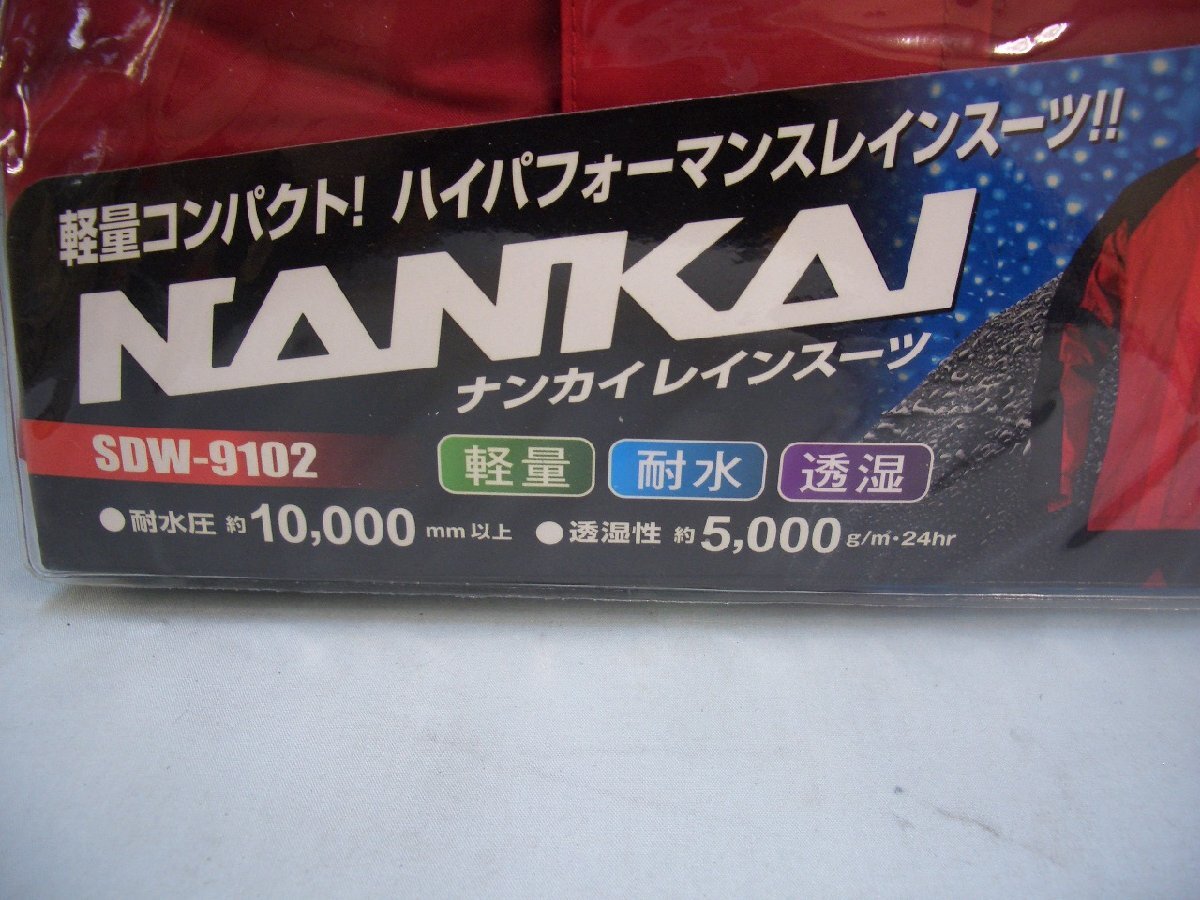 軽量コンパクト! ハイパフォーマンスレインスーツ!!
NANKAI
ナンカイレインスーツ
SDW-9102
軽量 耐水 透湿
●耐水圧 約10,000mm以上 ●透湿性 約5,000g/㎡・24hr